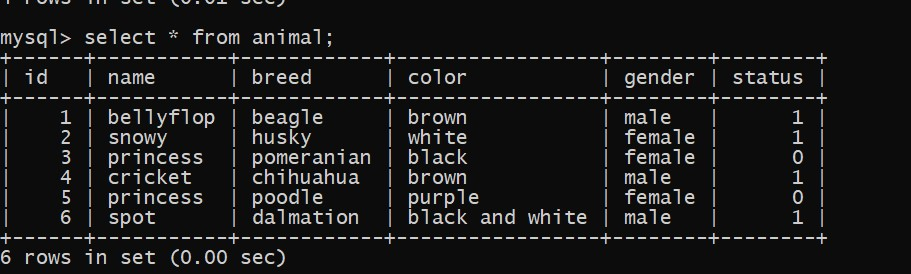 4 rows in set (0.01 sec)
mysql> select * from animal;
+------+-----------+------------+-----------------+--------+--------+
| id   | name      | breed      | color           | gender | status |
+------+-----------+------------+-----------------+--------+--------+
|    1 | bellyflop | beagle     | brown           | male   |      1 |
|    2 | snowy     | husky      | white           | female |      1 |
|    3 | princess  | pomeranian | black           | female |      0 |
|    4 | cricket   | chihuahua  | brown           | male   |      1 |
|    5 | princess  | poodle     | purple          | female |      0 |
|    6 | spot      | dalmation  | black and white | male   |      1 |
+------+-----------+------------+-----------------+--------+--------+
6 rows in set (0.00 sec)